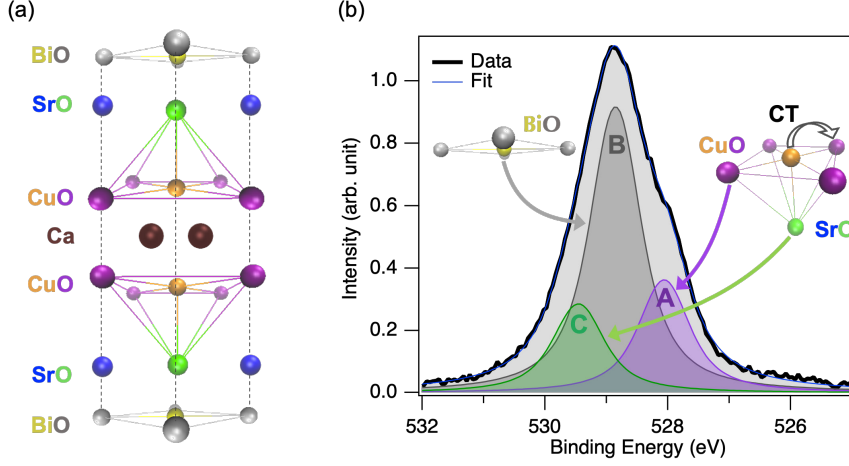 (a)
BiO
SrO
CuO
Ca
CuO
SrO
BiO
(b)
Data
Fit
BiO
CT
CuO
SrO
B
A
C
Intensity (arb. unit)
1.0
0.8
0.6
0.4
0.2
0.0
532
530
528
526
Binding Energy (eV)